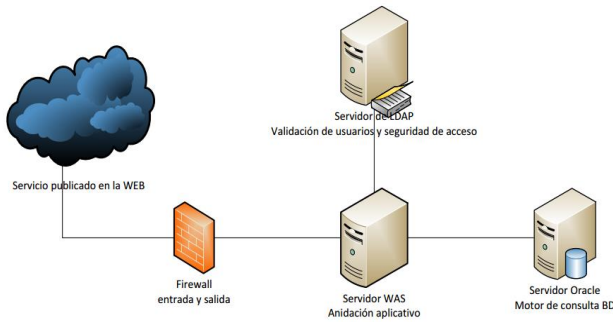 Servidor de LDAP
Validación de usuarios y seguridad de acceso
Servicio publicado en la WEB
Firewall
entrada y salida
Servidor WAS
Anidación aplicativo
Servidor Oracle
Motor de consulta BD